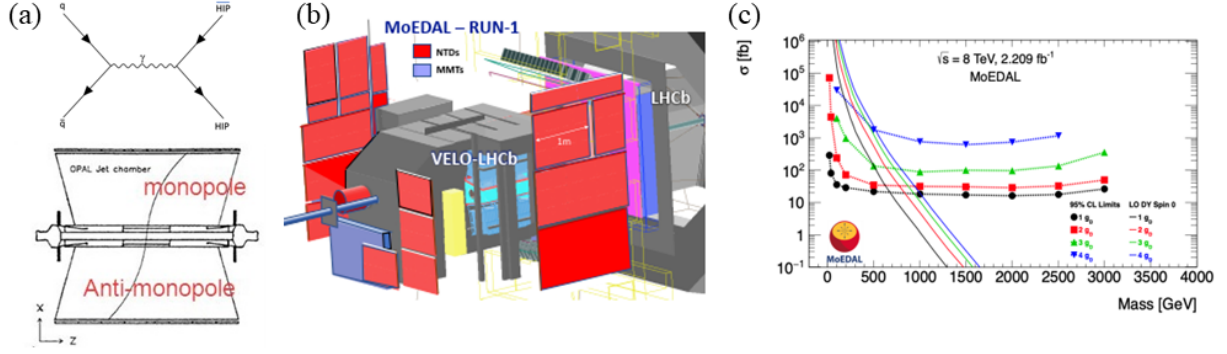 (a)
q
HIP
γ
q̄
HIP
OPAL Jet chamber
monopole
Anti-monopole
X
Z
(b)
MoEDAL – RUN-1
NTDs
MMTs
LHCb
1m
VELO-LHCb
(c)
σ [fb]
10⁶
10⁵
10⁴
10³
10²
10
1
10⁻¹
√s = 8 TeV, 2.209 fb⁻¹
MoEDAL
95% CL Limits LO DY Spin 0
1 g_D 1 g_D
2 g_D 2 g_D
3 g_D 3 g_D
4 g_D 4 g_D
MoEDAL
0 500 1000 1500 2000 2500 3000 3500 4000
Mass [GeV]